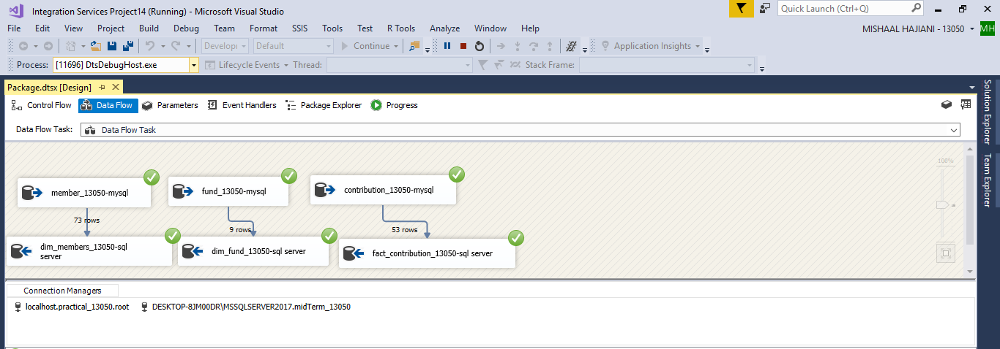 Integration Services Project14 (Running) - Microsoft Visual Studio
Quick Launch (Ctrl+Q)
File Edit View Project Build Debug Team Format SSIS Tools Test R Tools Analyze Window Help
MISHAAL HAJIANI - 13050 MH
Develop Default Continue Application Insights
Process: [11696] DtsDebugHost.exe Lifecycle Events Thread: Stack Frame:
Package.dtsx [Design]
Control Flow Data Flow Parameters Event Handlers Package Explorer Progress
Data Flow Task: Data Flow Task
100%
member_13050-mysql
fund_13050-mysql
contribution_13050-mysql
73 rows
9 rows
53 rows
dim_members_13050-sql
server
dim_fund_13050-sql server
fact_contribution_13050-sql server
Connection Managers
localhost.practical_13050.root
DESKTOP-8JM00DR\MSSQLSERVER2017.midTerm_13050
Solution Explorer
Team Explorer